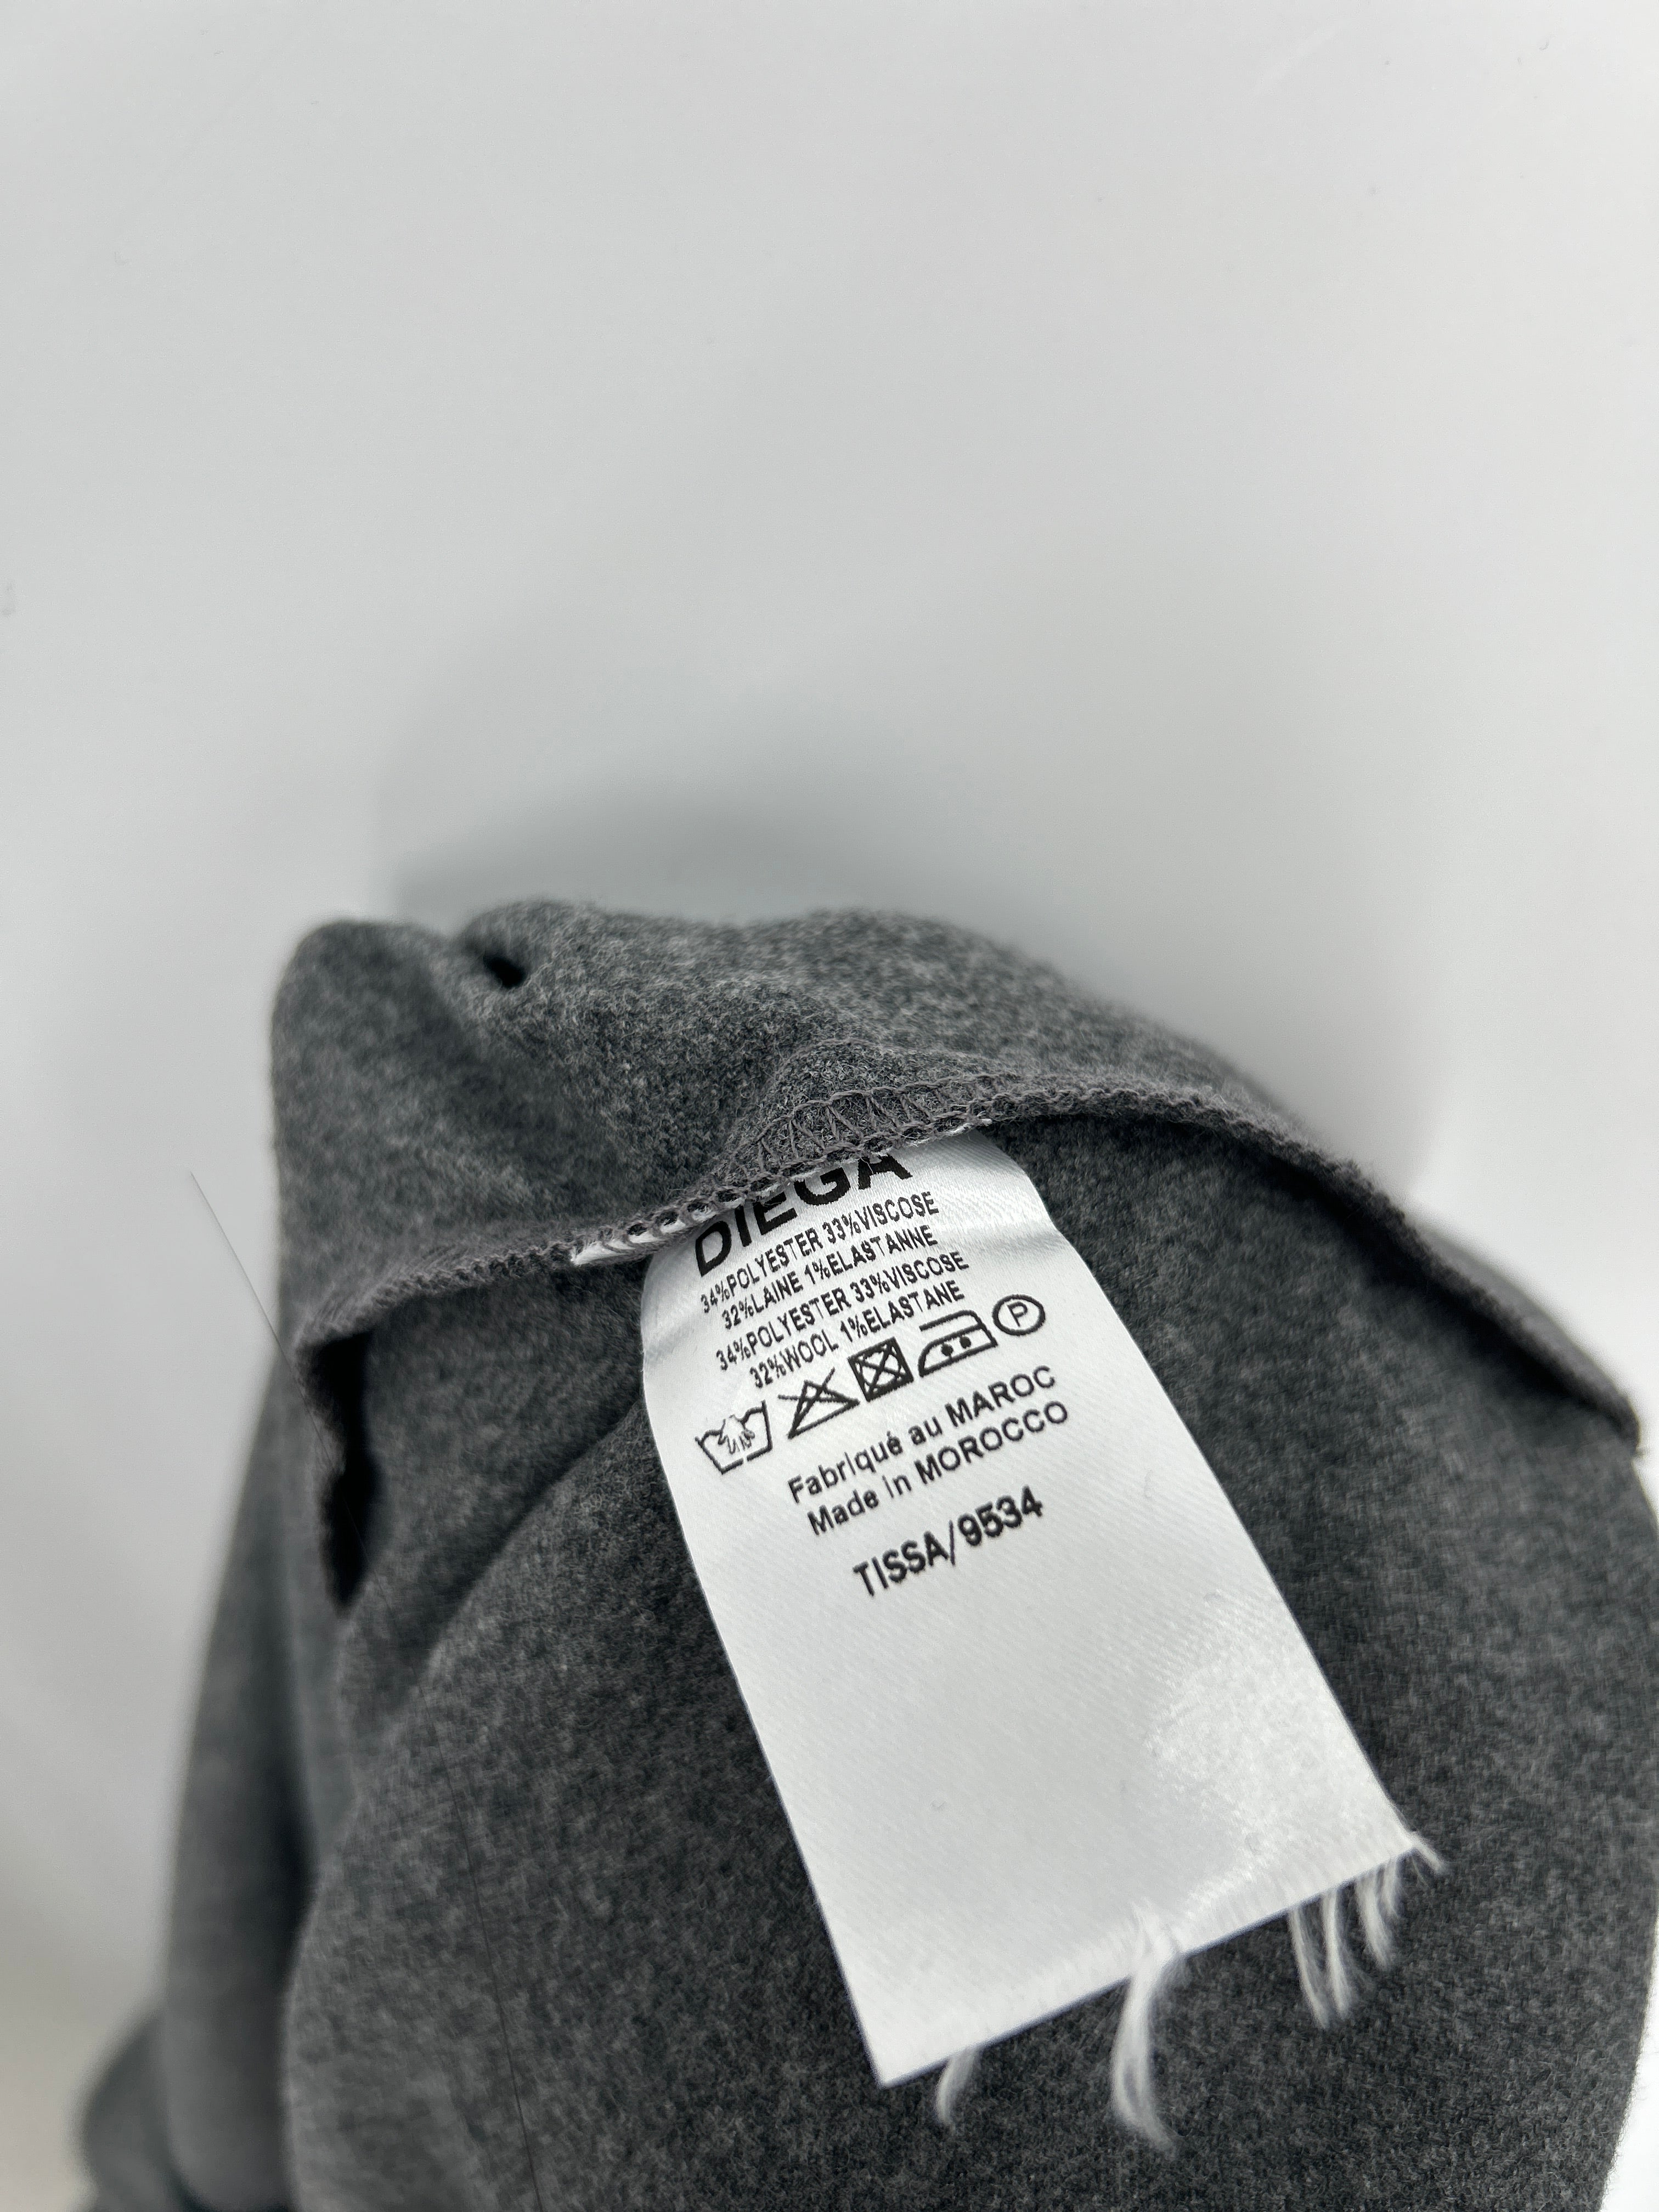 DIEGA
34%POLYESTER 33%VISCOSE
32%LAINE 1%ELASTANNE
34%POLYESTER 33%VISCOSE
32%WOOL 1%ELASTANE
P
Fabriqué au MAROC
Made in MOROCCO
TISSA/9534